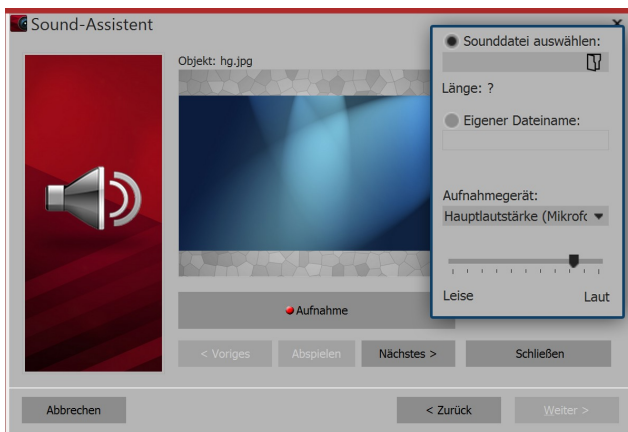 Sound-Assistent
Objekt: hg.jpg
Sounddatei auswählen:
Länge: ?
Eigener Dateiname:
Aufnahmegerät:
Hauptlautstärke (Mikrofc
Leise Laut
Aufnahme
< Voriges Abspielen Nächstes > Schließen
Abbrechen < Zurück Weiter >